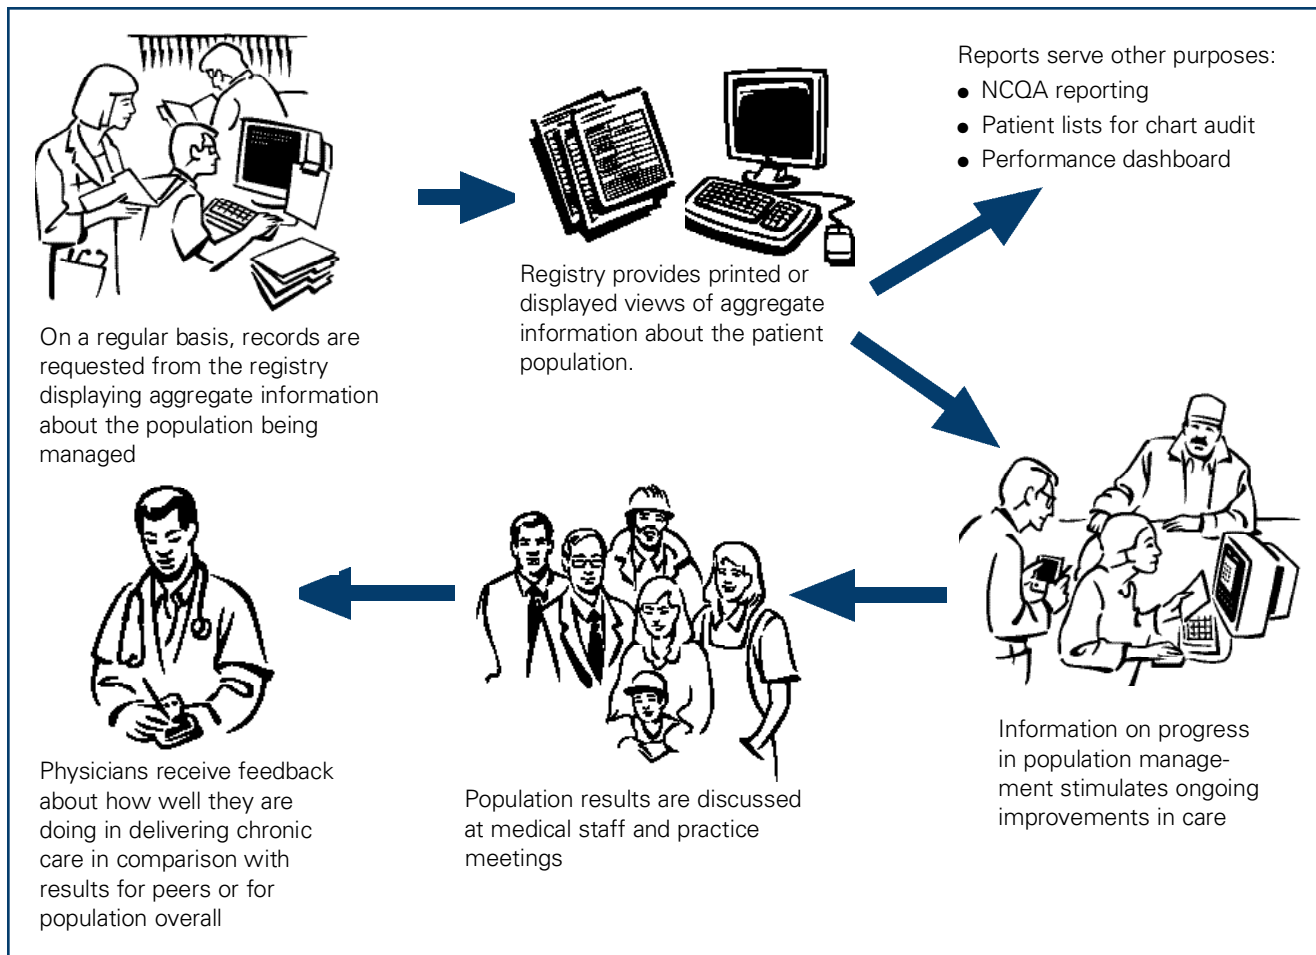 On a regular basis, records are
requested from the registry
displaying aggregate information
about the population being
managed
Registry provides printed or
displayed views of aggregate
information about the patient
population.
Reports serve other purposes:
● NCQA reporting
● Patient lists for chart audit
● Performance dashboard
Information on progress
in population manage-
ment stimulates ongoing
improvements in care
Population results are discussed
at medical staff and practice
meetings
Physicians receive feedback
about how well they are
doing in delivering chronic
care in comparison with
results for peers or for
population overall